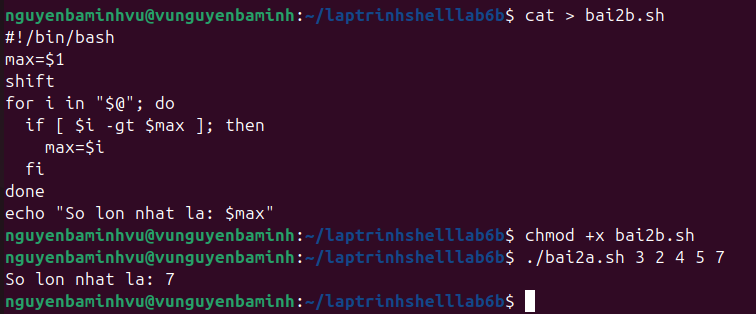 nguyenbaminhvu@vunguyenbaminh:~/laptrinhshelllab6b$ cat > bai2b.sh
#!/bin/bash
max=$1
shift
for i in "$@"; do
  if [ $i -gt $max ]; then
    max=$i
  fi
done
echo "So lon nhat la: $max"
nguyenbaminhvu@vunguyenbaminh:~/laptrinhshelllab6b$ chmod +x bai2b.sh
nguyenbaminhvu@vunguyenbaminh:~/laptrinhshelllab6b$ ./bai2a.sh 3 2 4 5 7
So lon nhat la: 7
nguyenbaminhvu@vunguyenbaminh:~/laptrinhshelllab6b$